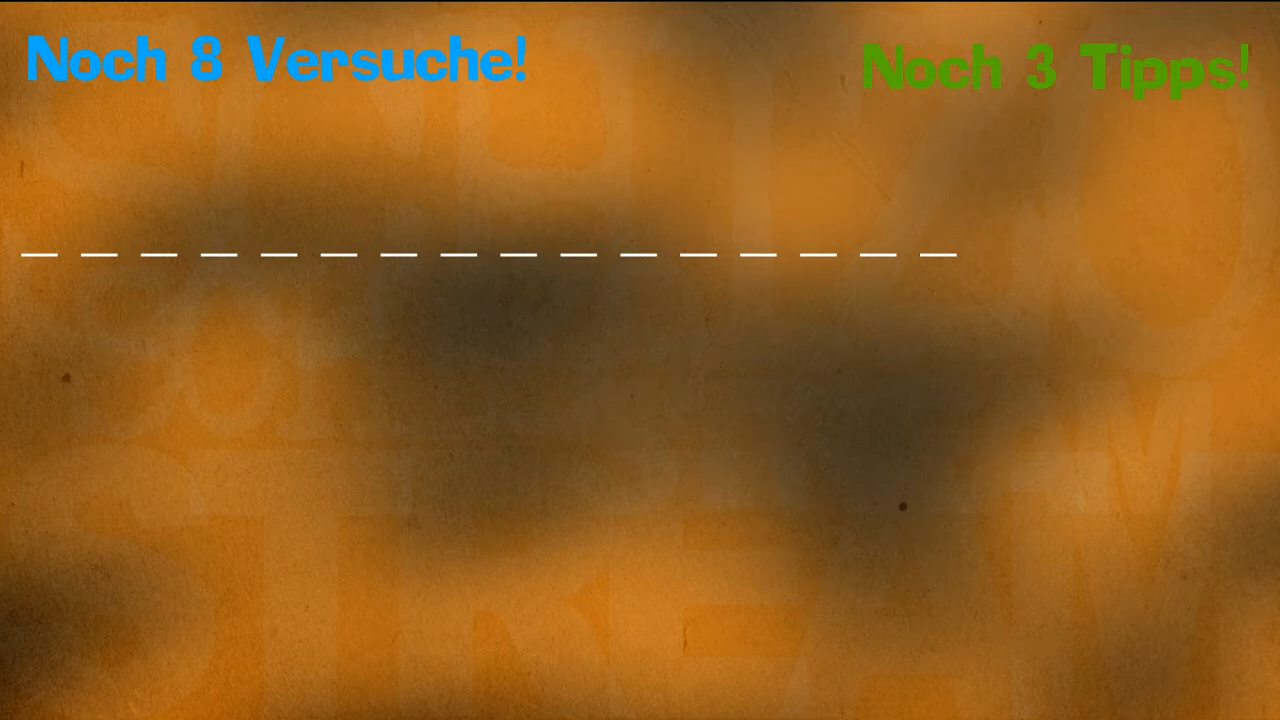 Noch 8 Versuche!
Noch 3 Tipps!
_ _ _ _ _ _ _ _ _ _ _ _ _ _ _ _